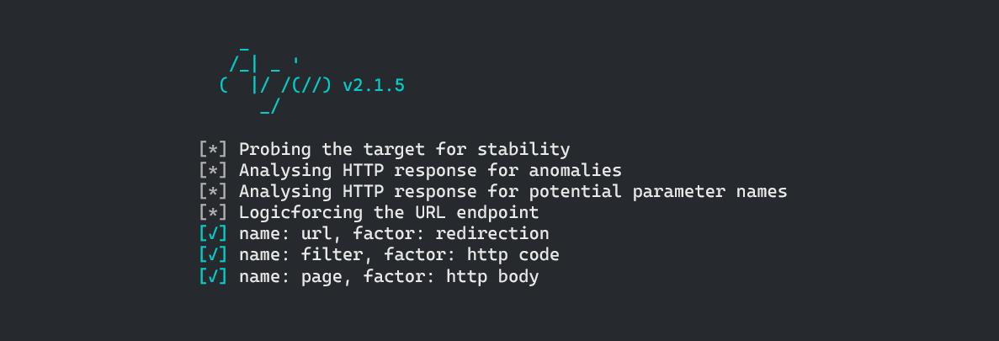 _
   /_| _ '
  (  |/ /(//) v2.1.5
      _/
[*] Probing the target for stability
[*] Analysing HTTP response for anomalies
[*] Analysing HTTP response for potential parameter names
[*] Logicforcing the URL endpoint
[✓] name: url, factor: redirection
[✓] name: filter, factor: http code
[✓] name: page, factor: http body